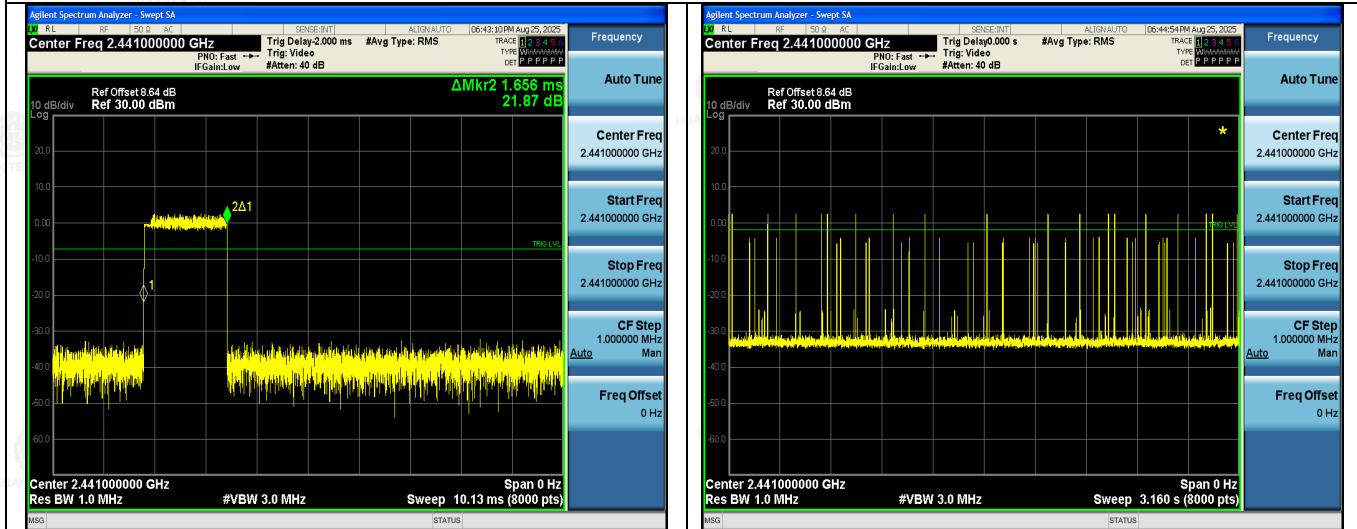 Agilent Spectrum Analyzer - Swept SA
LXI RL RF 50 Ω AC SENSE:INT ALIGN AUTO 06:43:10 PM Aug 25, 2025
Center Freq 2.441000000 GHz
PNO: Fast
IFGain:Low
Trig Delay-2.000 ms
Trig: Video
#Atten: 40 dB
#Avg Type: RMS
TRACE 1 2 3 4 5 6
TYPE
DET P P P P P P
ΔMkr2 1.656 ms
21.87 dB
Ref Offset 8.64 dB
10 dB/div Ref 30.00 dBm
Log
20.0
10.0
0.00
-10.0
-20.0
-30.0
-40.0
-50.0
-60.0
2Δ1
1
TRIG LVL
Center 2.441000000 GHz Span 0 Hz
Res BW 1.0 MHz #VBW 3.0 MHz Sweep 10.13 ms (8000 pts)
MSG STATUS
Frequency
Auto Tune
Center Freq
2.441000000 GHz
Start Freq
2.441000000 GHz
Stop Freq
2.441000000 GHz
CF Step
1.000000 MHz
Auto Man
Freq Offset
0 Hz
Agilent Spectrum Analyzer - Swept SA
LXI RL RF 50 Ω AC SENSE:INT ALIGN AUTO 06:44:54 PM Aug 25, 2025
Center Freq 2.441000000 GHz
PNO: Fast
IFGain:Low
Trig Delay0.000 s
Trig: Video
#Atten: 40 dB
#Avg Type: RMS
TRACE 1 2 3 4 5 6
TYPE
DET P P P P P P
*
Ref Offset 8.64 dB
10 dB/div Ref 30.00 dBm
Log
20.0
10.0
0.00
-10.0
-20.0
-30.0
-40.0
-50.0
-60.0
TRIG LVL
Center 2.441000000 GHz Span 0 Hz
Res BW 1.0 MHz #VBW 3.0 MHz Sweep 3.160 s (8000 pts)
MSG STATUS
Frequency
Auto Tune
Center Freq
2.441000000 GHz
Start Freq
2.441000000 GHz
Stop Freq
2.441000000 GHz
CF Step
1.000000 MHz
Auto Man
Freq Offset
0 Hz